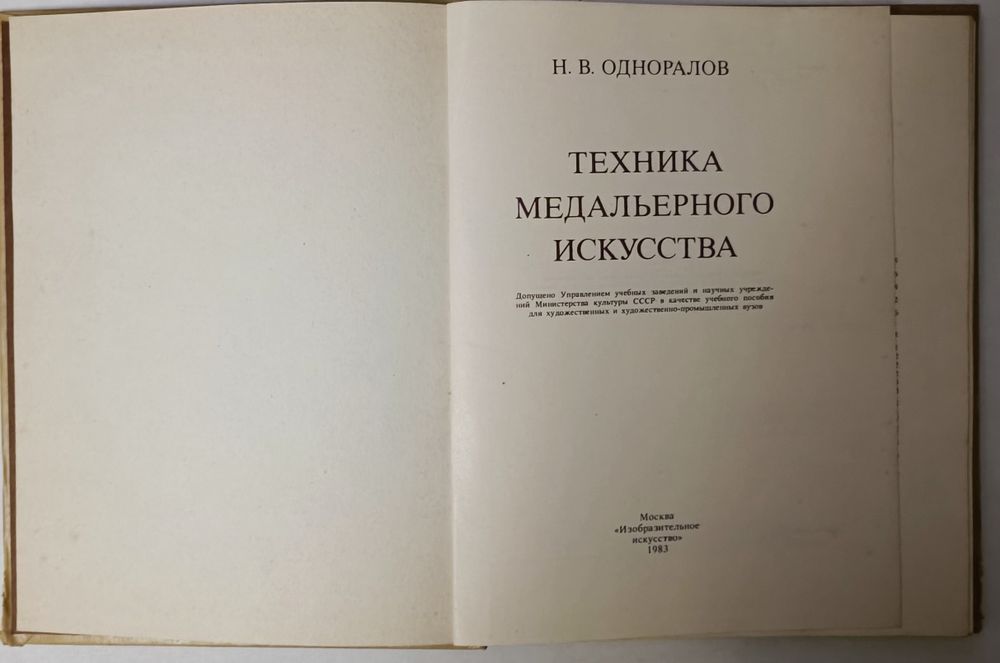 Н. В. ОДНОРАЛОВ
ТЕХНИКА
МЕДАЛЬЕРНОГО
ИСКУССТВА
Допущено Управлением учебных заведений и научных учрежде-
ний Министерства культуры СССР в качестве учебного пособия
для художественных и художественно-промышленных вузов
Москва
«Изобразительное
искусство»
1983